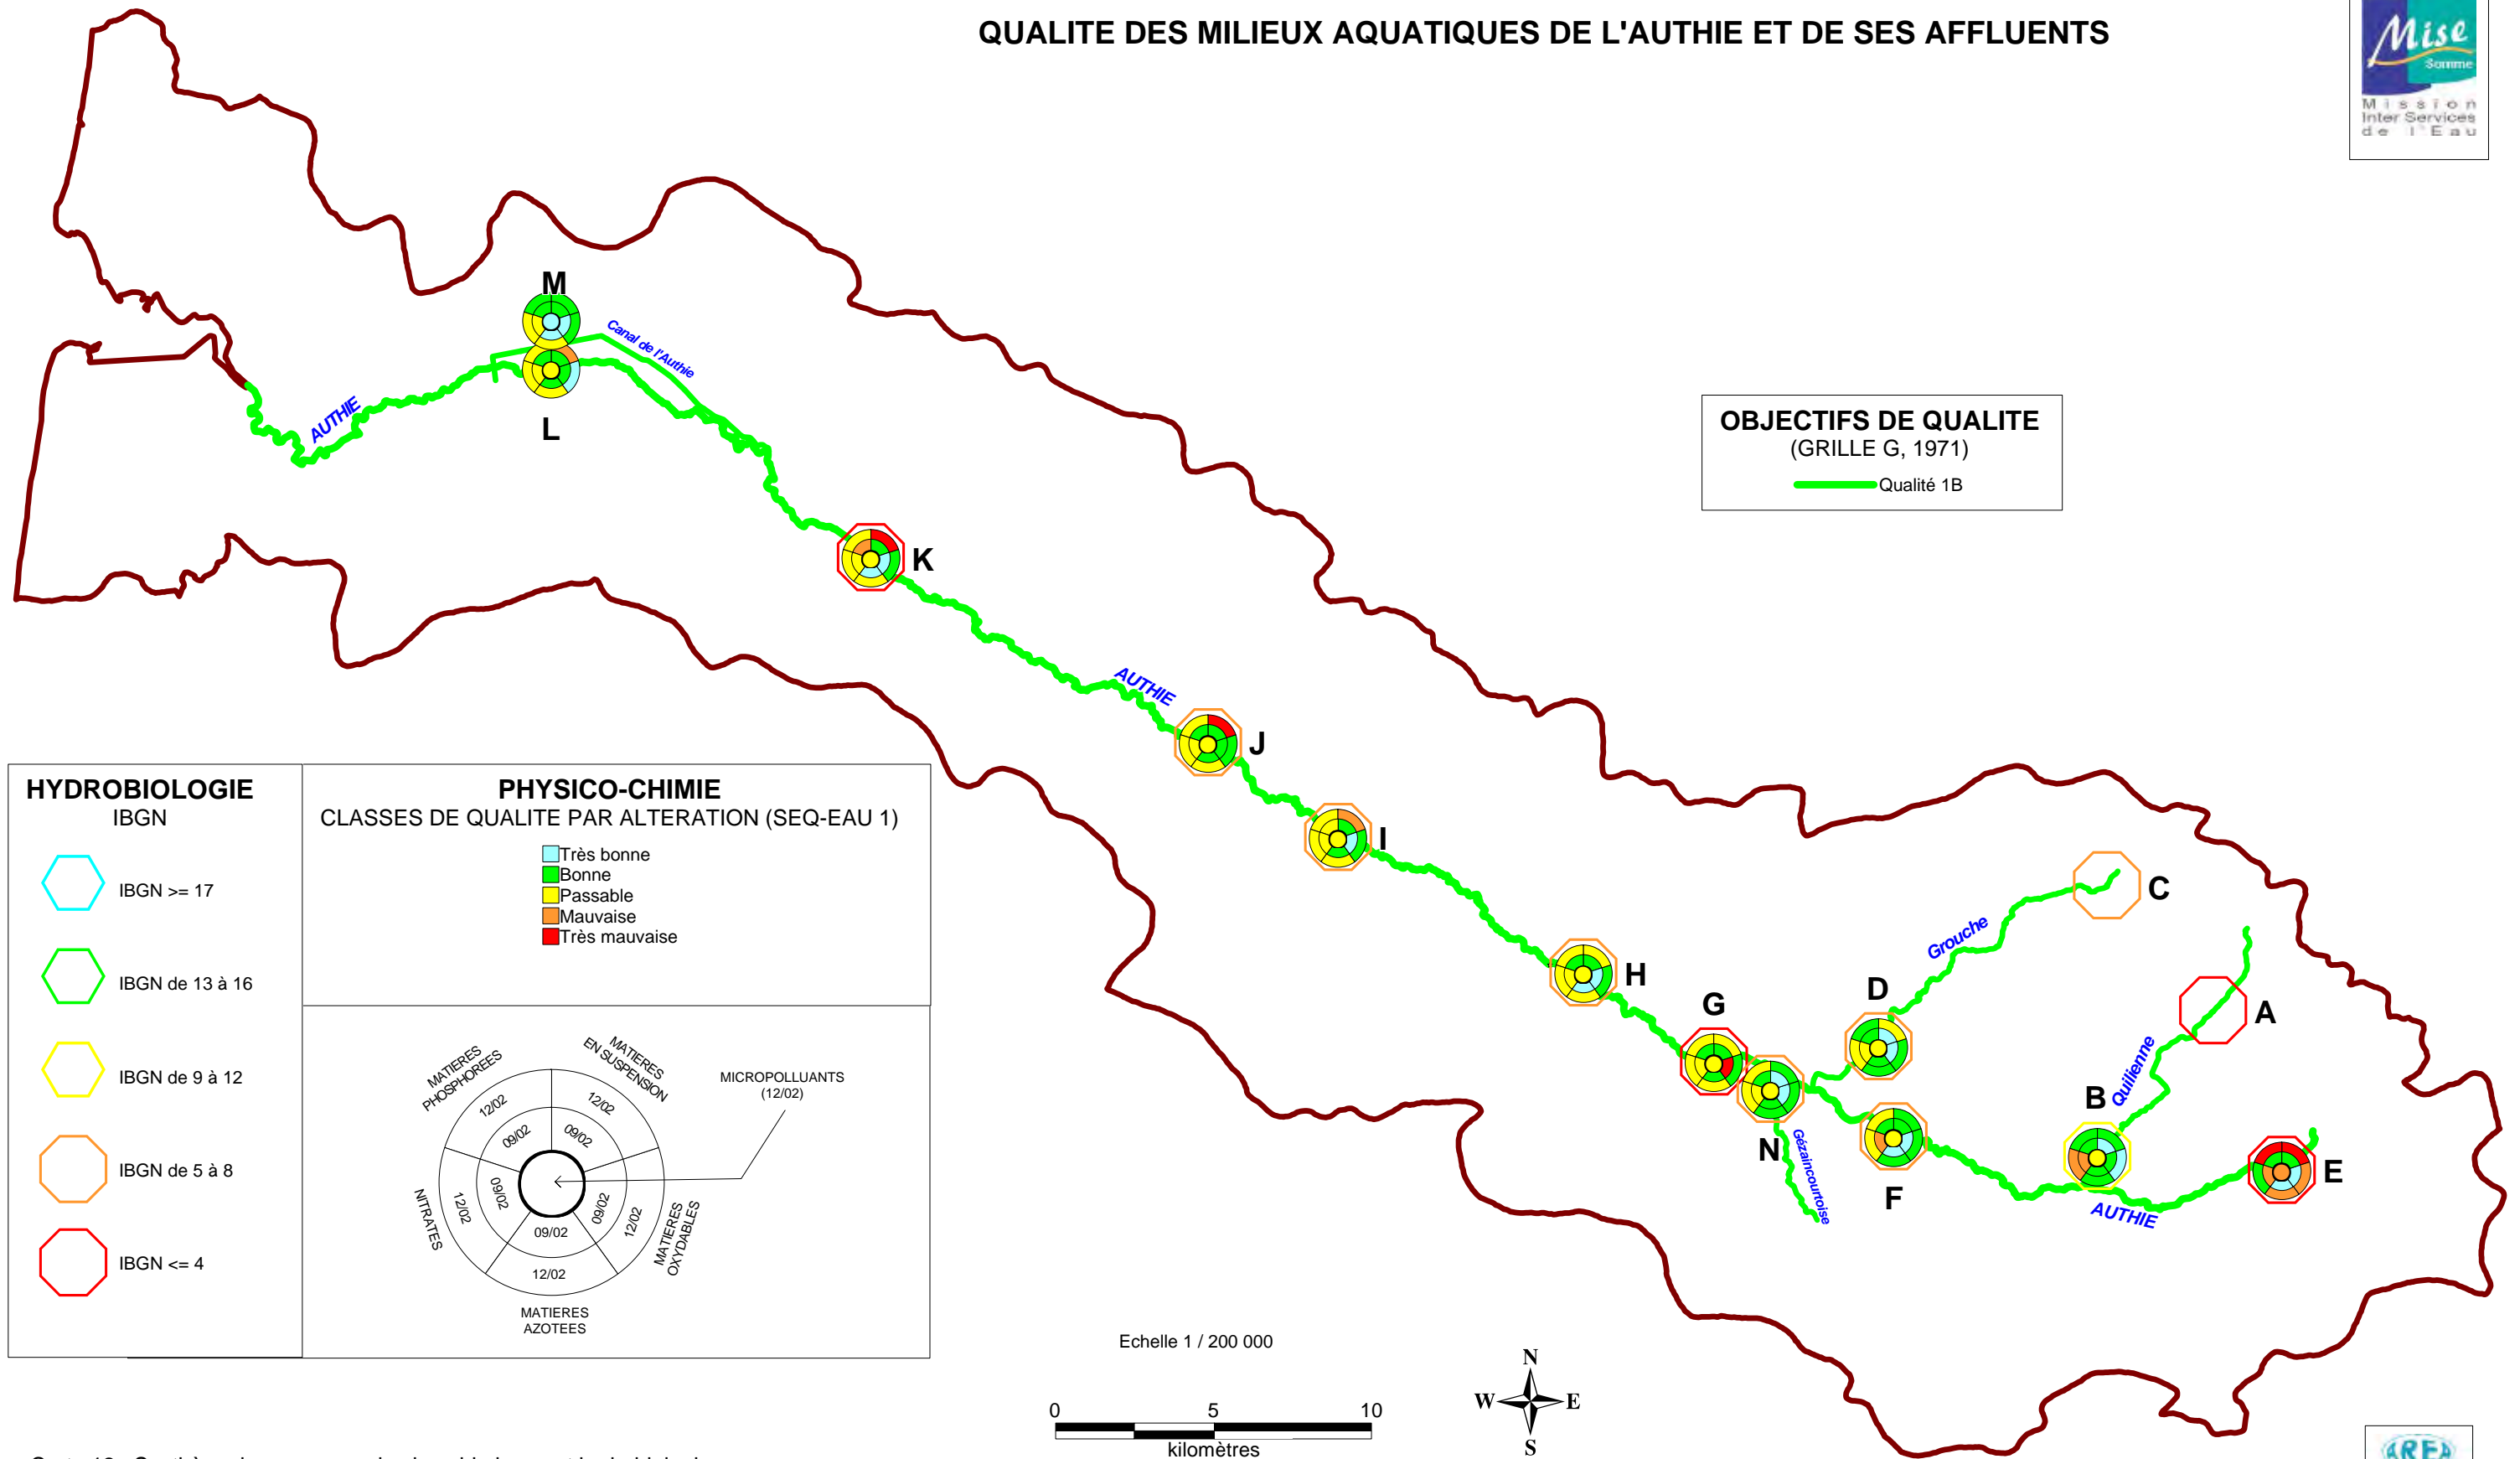 QUALITE DES MILIEUX AQUATIQUES DE L'AUTHIE ET DE SES AFFLUENTS
Mise
Somme
Mission
Inter Services
de l'Eau
M
Canal de l'Authie
AUTHIE
L
OBJECTIFS DE QUALITE
(GRILLE G, 1971)
Qualité 1B
K
AUTHIE
J
I
C
Grouche
H
D
G
A
Quilienne
B
N
Gézaincourtoise
F
E
AUTHIE
HYDROBIOLOGIE
IBGN
IBGN >= 17
IBGN de 13 à 16
IBGN de 9 à 12
IBGN de 5 à 8
IBGN <= 4
PHYSICO-CHIMIE
CLASSES DE QUALITE PAR ALTERATION (SEQ-EAU 1)
Très bonne
Bonne
Passable
Mauvaise
Très mauvaise
MATIERES
PHOSPHOREES
MATIERES
EN SUSPENSION
MICROPOLLUANTS
(12/02)
12/02
12/02
09/02
09/02
NITRATES
12/02
09/02
09/02
12/02
MATIERES
OXYDABLES
09/02
12/02
MATIERES
AZOTEES
Echelle 1 / 200 000
0 5 10
kilomètres
N
W E
S
AREA